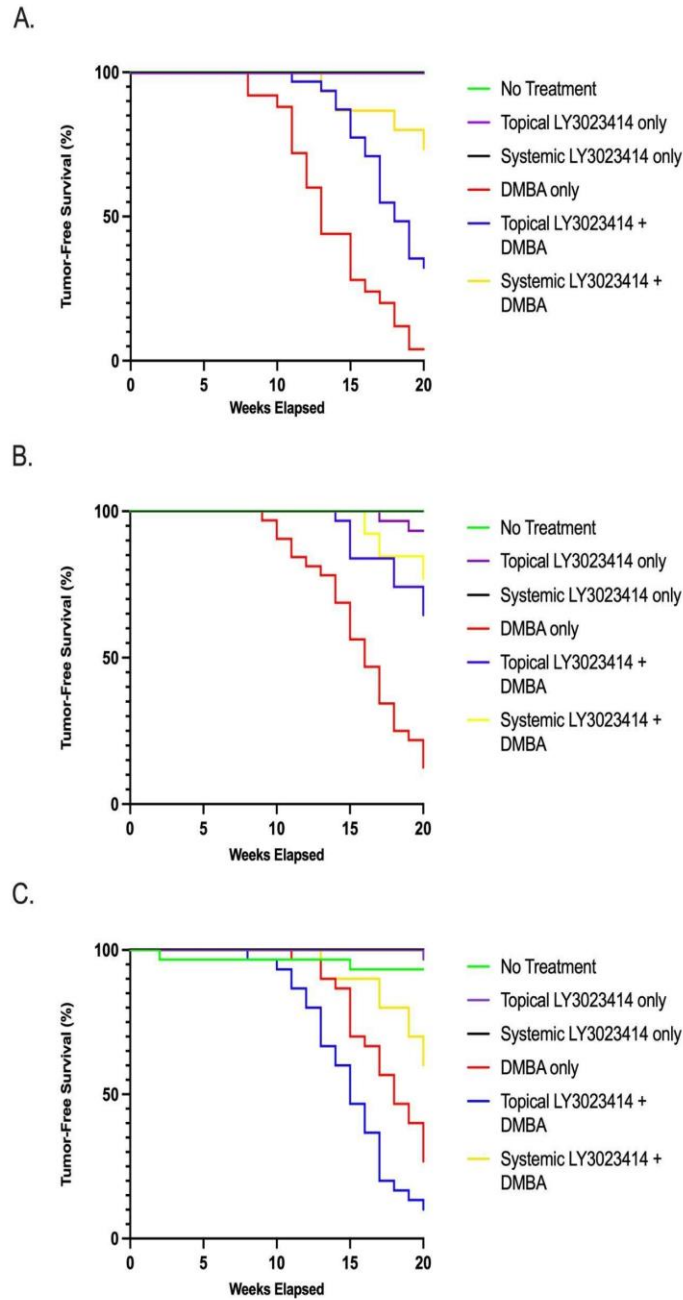 A.
100
50
0
Tumor-Free Survival (%)
0 5 10 15 20
Weeks Elapsed
No Treatment
Topical LY3023414 only
Systemic LY3023414 only
DMBA only
Topical LY3023414 +
DMBA
Systemic LY3023414 +
DMBA
B.
100
50
0
Tumor-Free Survival (%)
0 5 10 15 20
Weeks Elapsed
No Treatment
Topical LY3023414 only
Systemic LY3023414 only
DMBA only
Topical LY3023414 +
DMBA
Systemic LY3023414 +
DMBA
C.
100
50
0
Tumor-Free Survival (%)
0 5 10 15 20
Weeks Elapsed
No Treatment
Topical LY3023414 only
Systemic LY3023414 only
DMBA only
Topical LY3023414 +
DMBA
Systemic LY3023414 +
DMBA